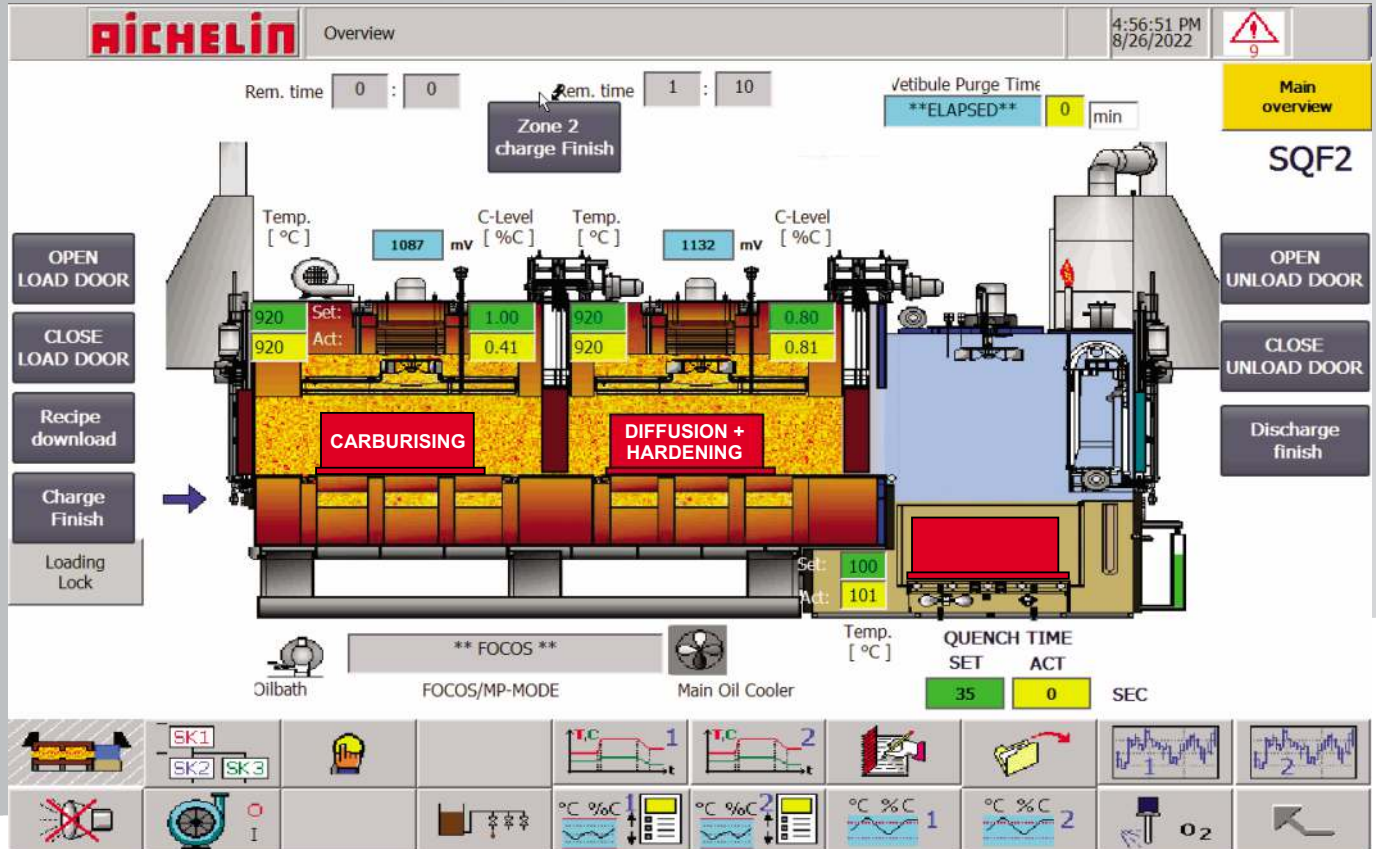 AICHELIN
Overview
4:56:51 PM
8/26/2022
9
Rem. time 0 : 0
Rem. time 1 : 10
Zone 2
charge Finish
Vetibule Purge Time
**ELAPSED** 0 min
Main
overview
SQF2
OPEN
LOAD DOOR
CLOSE
LOAD DOOR
Recipe
download
Charge
Finish
Loading
Lock
Temp.
[ °C ]
1087 mV
C-Level
[ %C ]
Temp.
[ °C ]
1132 mV
C-Level
[ %C ]
920 Set: 1.00 920 0.80
920 Act: 0.41 920 0.81
CARBURISING
DIFFUSION +
HARDENING
OPEN
UNLOAD DOOR
CLOSE
UNLOAD DOOR
Discharge
finish
Set: 100
Act: 101
Temp.
[ °C ]
QUENCH TIME
SET ACT
35 0 SEC
** FOCOS **
Oilbath
FOCOS/MP-MODE
Main Oil Cooler
SK1
SK2 SK3
T,C 1 t
T,C 2 t
1
2
O
I
°C %C 1
°C %C 2
°C %C 1
°C %C 2
O2